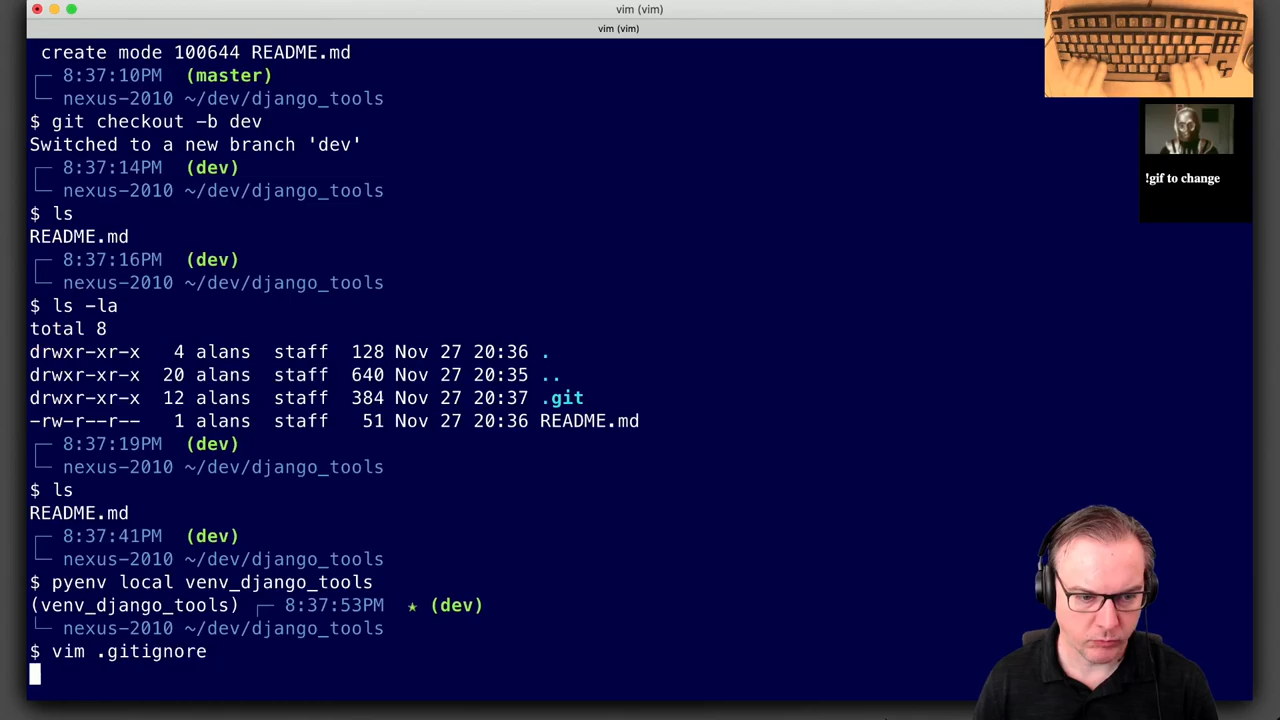 vim (vim)
vim (vim)
create mode 100644 README.md
8:37:10PM (master)
nexus-2010 ~/dev/django_tools
$ git checkout -b dev
Switched to a new branch 'dev'
8:37:14PM (dev)
nexus-2010 ~/dev/django_tools
$ ls
README.md
8:37:16PM (dev)
nexus-2010 ~/dev/django_tools
$ ls -la
total 8
drwxr-xr-x 4 alans staff 128 Nov 27 20:36 .
drwxr-xr-x 20 alans staff 640 Nov 27 20:35 ..
drwxr-xr-x 12 alans staff 384 Nov 27 20:37 .git
-rw-r--r-- 1 alans staff 51 Nov 27 20:36 README.md
8:37:19PM (dev)
nexus-2010 ~/dev/django_tools
$ ls
README.md
8:37:41PM (dev)
nexus-2010 ~/dev/django_tools
$ pyenv local venv_django_tools
(venv_django_tools) 8:37:53PM ★ (dev)
nexus-2010 ~/dev/django_tools
$ vim .gitignore
!gif to change